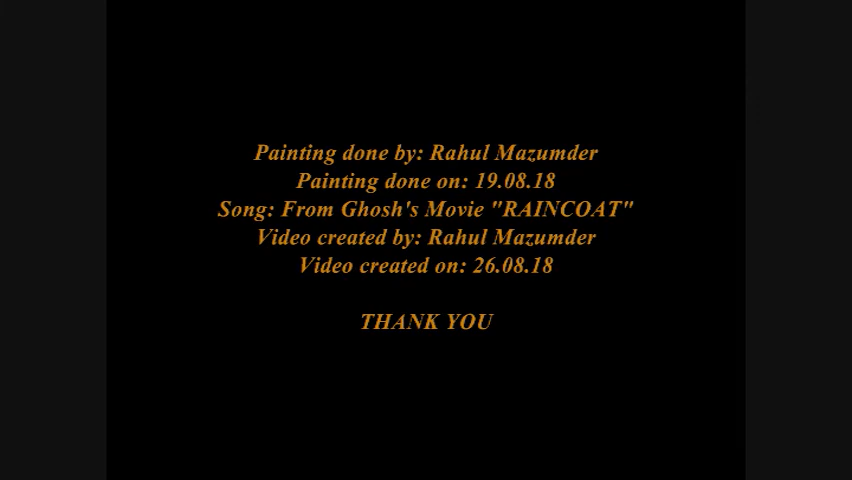 Painting done by: Rahul Mazumder
Painting done on: 19.08.18
Song: From Ghosh's Movie "RAINCOAT"
Video created by: Rahul Mazumder
Video created on: 26.08.18
THANK YOU